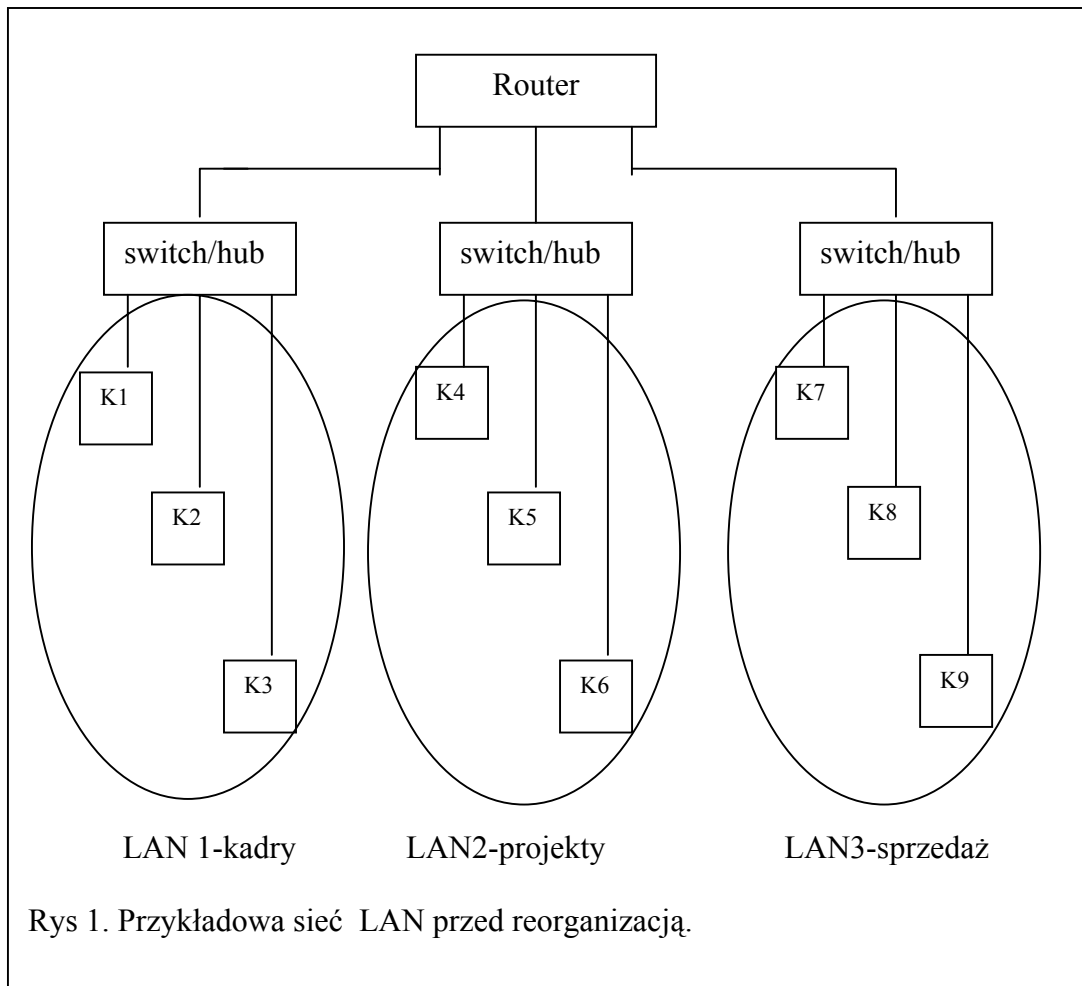 Router
switch/hub
switch/hub
switch/hub
K1
K4
K7
K2
K5
K8
K3
K6
K9
LAN 1-kadry
LAN2-projekty
LAN3-sprzedaż
Rys 1. Przykładowa sieć LAN przed reorganizacją.